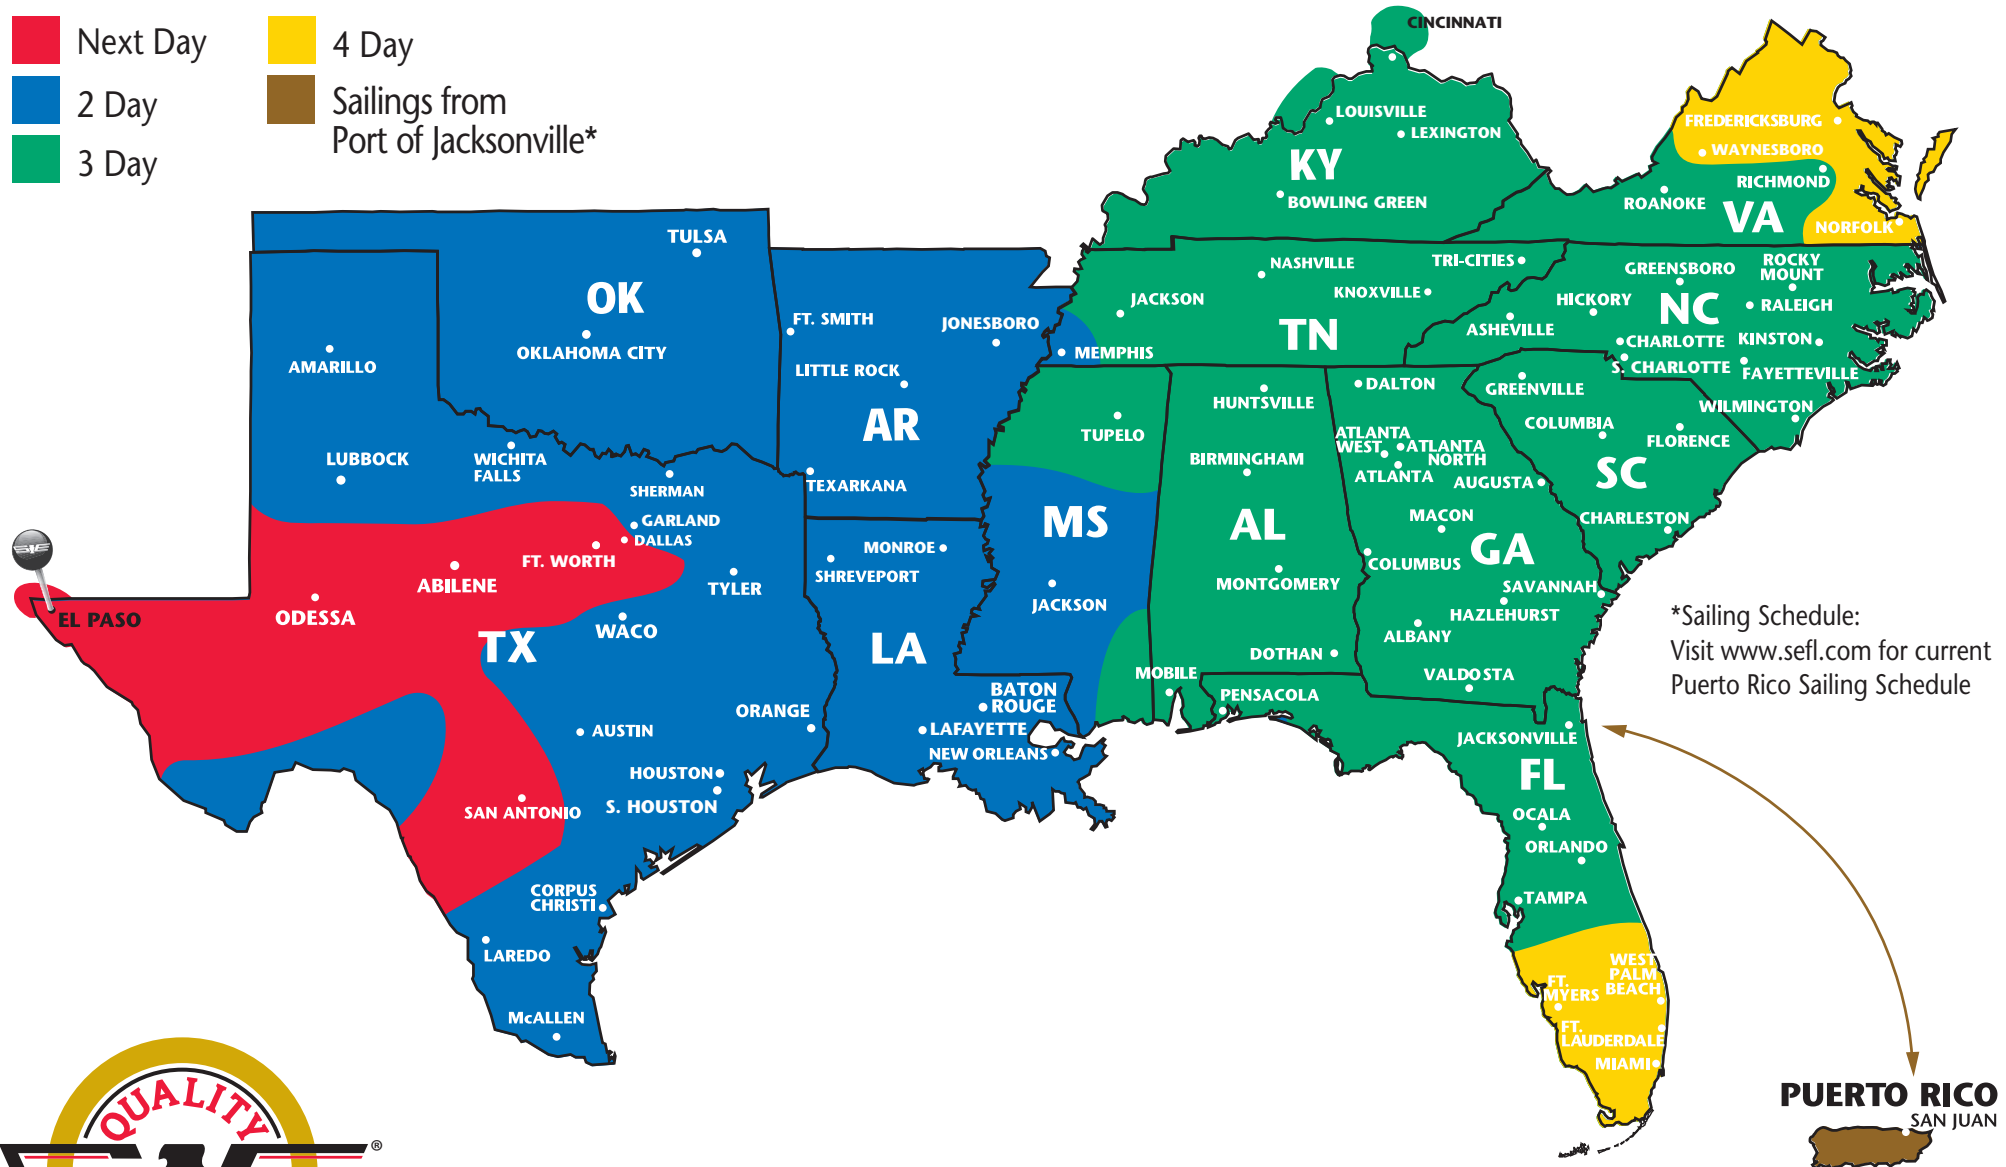 Next Day
2 Day
3 Day
4 Day
Sailings from
Port of Jacksonville*
CINCINNATI
LOUISVILLE
LEXINGTON
KY
BOWLING GREEN
FREDERICKSBURG
WAYNESBORO
RICHMOND
ROANOKE
VA
NORFOLK
TULSA
OK
OKLAHOMA CITY
AMARILLO
LUBBOCK
WICHITA
FALLS
SHERMAN
GARLAND
DALLAS
FT. WORTH
ABILENE
ODESSA
EL PASO
TX
TYLER
WACO
AUSTIN
ORANGE
HOUSTON
S. HOUSTON
SAN ANTONIO
CORPUS
CHRISTI
LAREDO
McALLEN
FT. SMITH
JONESBORO
LITTLE ROCK
AR
TEXARKANA
MONROE
SHREVEPORT
LA
BATON
ROUGE
LAFAYETTE
NEW ORLEANS
NASHVILLE
TRI-CITIES
KNOXVILLE
JACKSON
TN
MEMPHIS
TUPELO
MS
JACKSON
HUNTSVILLE
BIRMINGHAM
AL
MONTGOMERY
DOTHAN
MOBILE
DALTON
ATLANTA
WEST
ATLANTA
NORTH
ATLANTA
AUGUSTA
MACON
GA
COLUMBUS
SAVANNAH
HAZLEHURST
ALBANY
VALDOSTA
GREENSBORO
ROCKY
MOUNT
HICKORY
NC
RALEIGH
ASHEVILLE
CHARLOTTE
KINSTON
S. CHARLOTTE
FAYETTEVILLE
WILMINGTON
GREENVILLE
COLUMBIA
FLORENCE
SC
CHARLESTON
PENSACOLA
JACKSONVILLE
FL
OCALA
ORLANDO
TAMPA
WEST
PALM
BEACH
FT.
MYERS
FT.
LAUDERDALE
MIAMI
*Sailing Schedule:
Visit www.sefl.com for current
Puerto Rico Sailing Schedule
PUERTO RICO
SAN JUAN
QUALITY
®